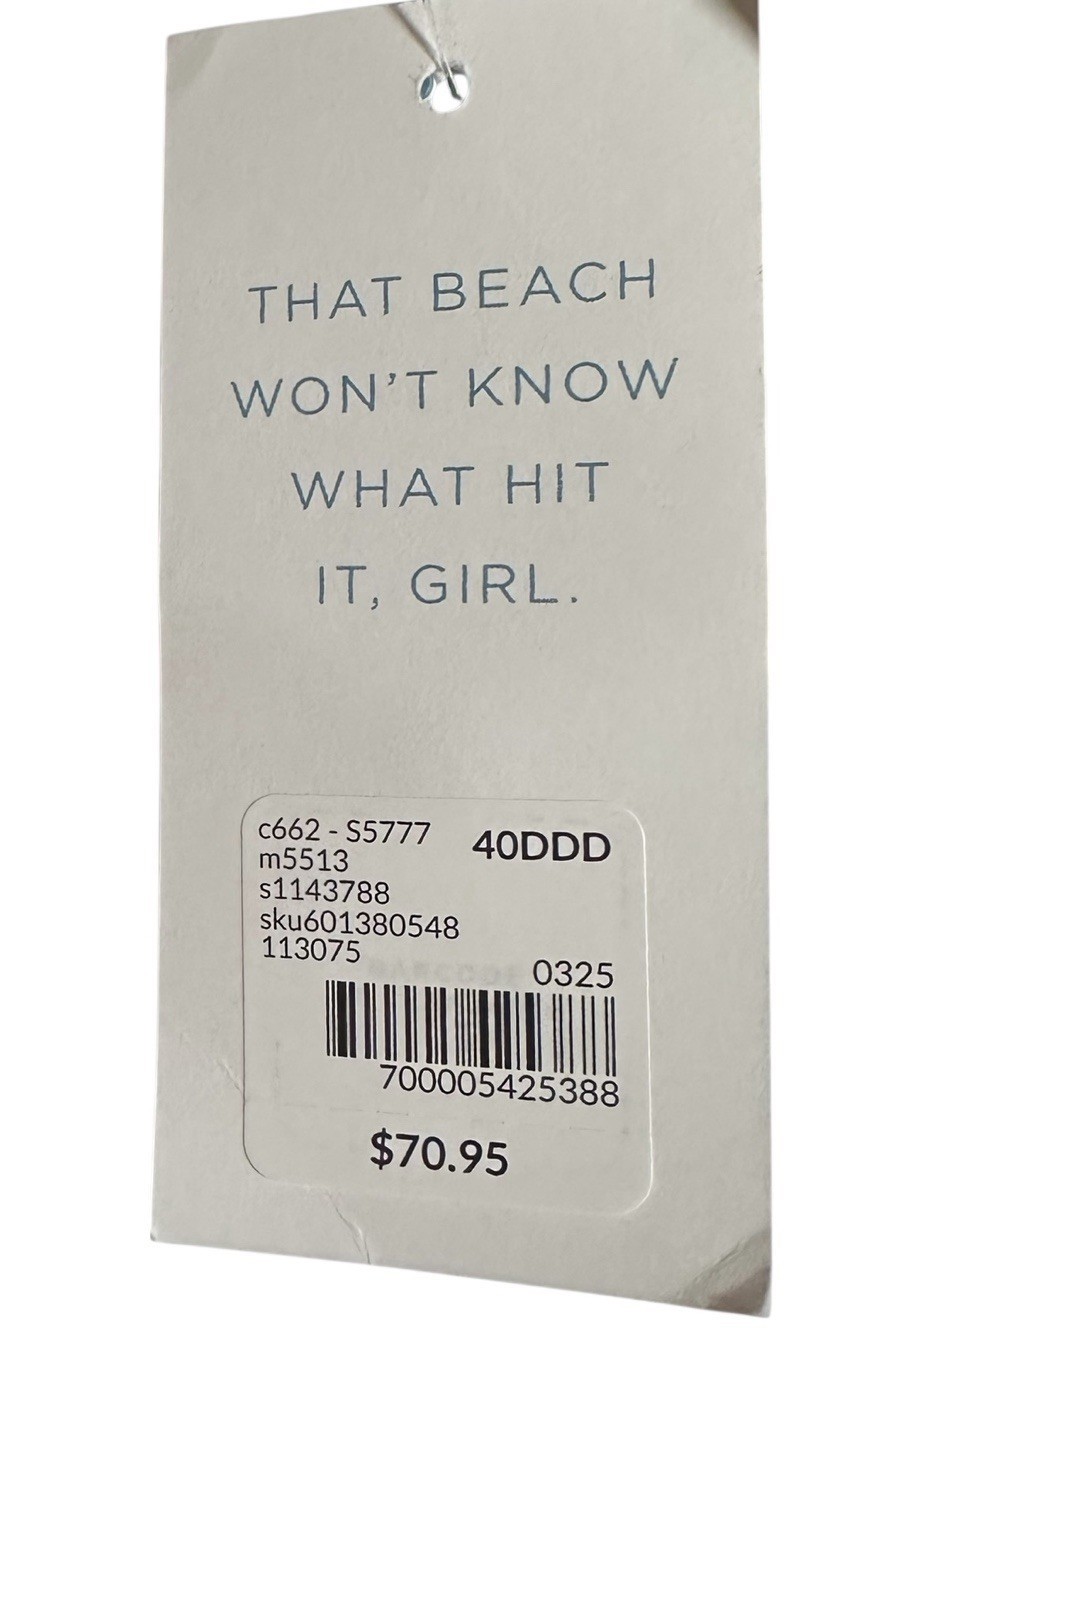 THAT BEACH
WON'T KNOW
WHAT HIT
IT, GIRL.
c662 - S5777
40DDD
m5513
s1143788
sku601380548
113075
0325
700005425388
$70.95